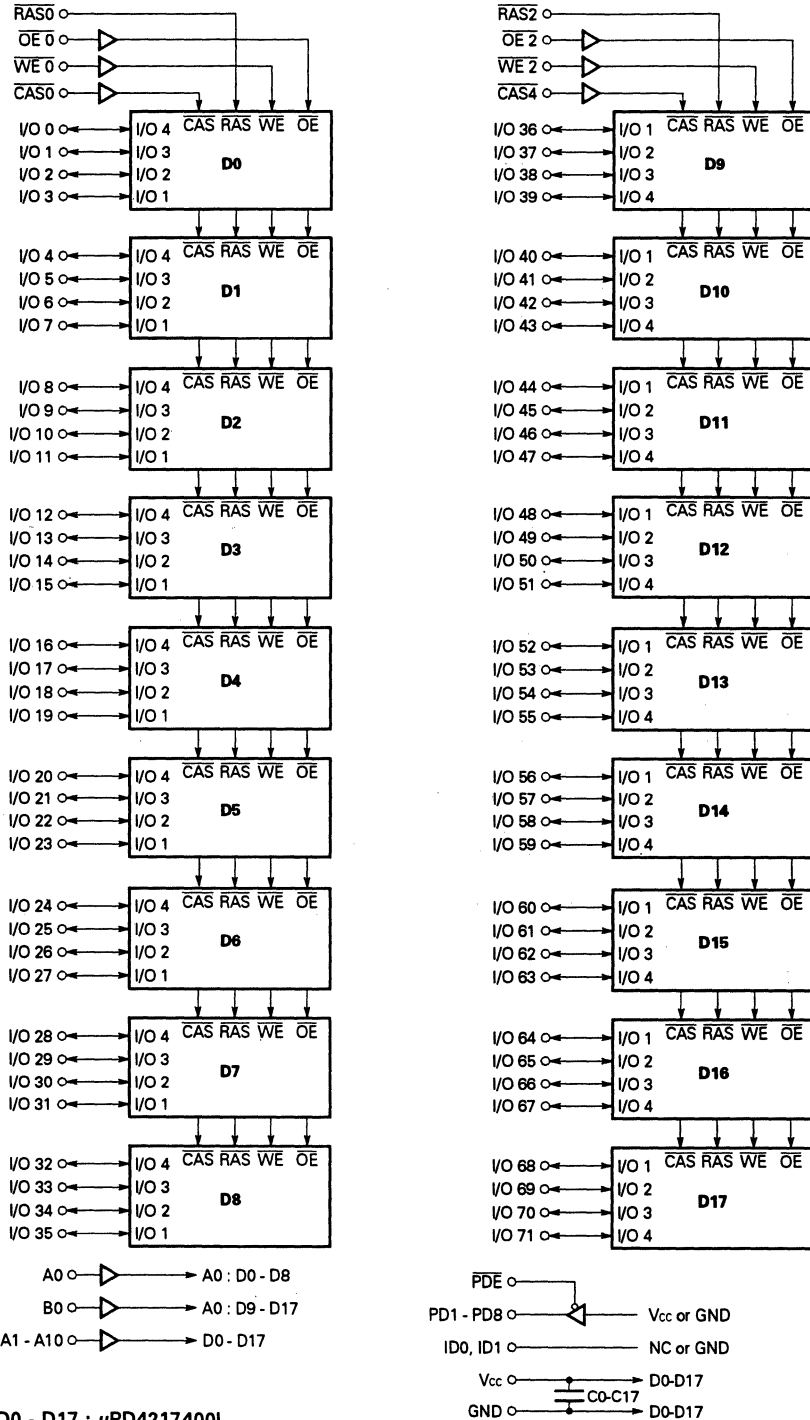 RAS0
OE 0
WE 0
CAS0
I/O 0 I/O 4 CAS RAS WE OE
I/O 1 I/O 3
D0
I/O 2 I/O 2
I/O 3 I/O 1
I/O 4 I/O 4 CAS RAS WE OE
I/O 5 I/O 3
D1
I/O 6 I/O 2
I/O 7 I/O 1
I/O 8 I/O 4 CAS RAS WE OE
I/O 9 I/O 3
D2
I/O 10 I/O 2
I/O 11 I/O 1
I/O 12 I/O 4 CAS RAS WE OE
I/O 13 I/O 3
D3
I/O 14 I/O 2
I/O 15 I/O 1
I/O 16 I/O 4 CAS RAS WE OE
I/O 17 I/O 3
D4
I/O 18 I/O 2
I/O 19 I/O 1
I/O 20 I/O 4 CAS RAS WE OE
I/O 21 I/O 3
D5
I/O 22 I/O 2
I/O 23 I/O 1
I/O 24 I/O 4 CAS RAS WE OE
I/O 25 I/O 3
D6
I/O 26 I/O 2
I/O 27 I/O 1
I/O 28 I/O 4 CAS RAS WE OE
I/O 29 I/O 3
D7
I/O 30 I/O 2
I/O 31 I/O 1
I/O 32 I/O 4 CAS RAS WE OE
I/O 33 I/O 3
D8
I/O 34 I/O 2
I/O 35 I/O 1
A0 A0 : D0 - D8
B0 A0 : D9 - D17
A1 - A10 D0 - D17
RAS2
OE 2
WE 2
CAS4
I/O 36 I/O 1 CAS RAS WE OE
I/O 37 I/O 2
D9
I/O 38 I/O 3
I/O 39 I/O 4
I/O 40 I/O 1 CAS RAS WE OE
I/O 41 I/O 2
D10
I/O 42 I/O 3
I/O 43 I/O 4
I/O 44 I/O 1 CAS RAS WE OE
I/O 45 I/O 2
D11
I/O 46 I/O 3
I/O 47 I/O 4
I/O 48 I/O 1 CAS RAS WE OE
I/O 49 I/O 2
D12
I/O 50 I/O 3
I/O 51 I/O 4
I/O 52 I/O 1 CAS RAS WE OE
I/O 53 I/O 2
D13
I/O 54 I/O 3
I/O 55 I/O 4
I/O 56 I/O 1 CAS RAS WE OE
I/O 57 I/O 2
D14
I/O 58 I/O 3
I/O 59 I/O 4
I/O 60 I/O 1 CAS RAS WE OE
I/O 61 I/O 2
D15
I/O 62 I/O 3
I/O 63 I/O 4
I/O 64 I/O 1 CAS RAS WE OE
I/O 65 I/O 2
D16
I/O 66 I/O 3
I/O 67 I/O 4
I/O 68 I/O 1 CAS RAS WE OE
I/O 69 I/O 2
D17
I/O 70 I/O 3
I/O 71 I/O 4
PDE
PD1 - PD8 Vcc or GND
ID0, ID1 NC or GND
Vcc D0-D17
C0-C17
GND D0-D17